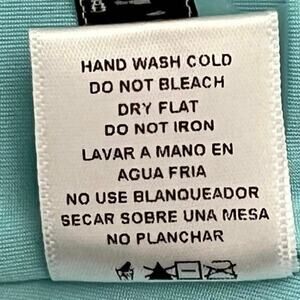 HAND WASH COLD
DO NOT BLEACH
DRY FLAT
DO NOT IRON
LAVAR A MANO EN
AGUA FRIA
NO USE BLANQUEADOR
SECAR SOBRE UNA MESA
NO PLANCHAR